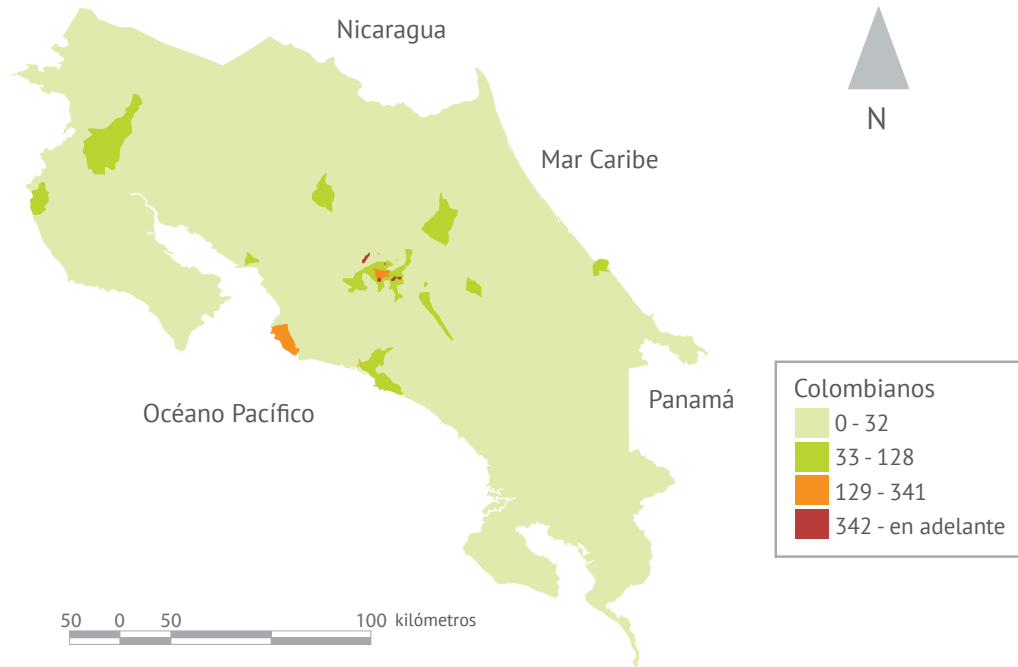 Nicaragua
N
Mar Caribe
Océano Pacífico
Panamá
Colombianos
0 - 32
33 - 128
129 - 341
342 - en adelante
50 0 50 100 kilómetros